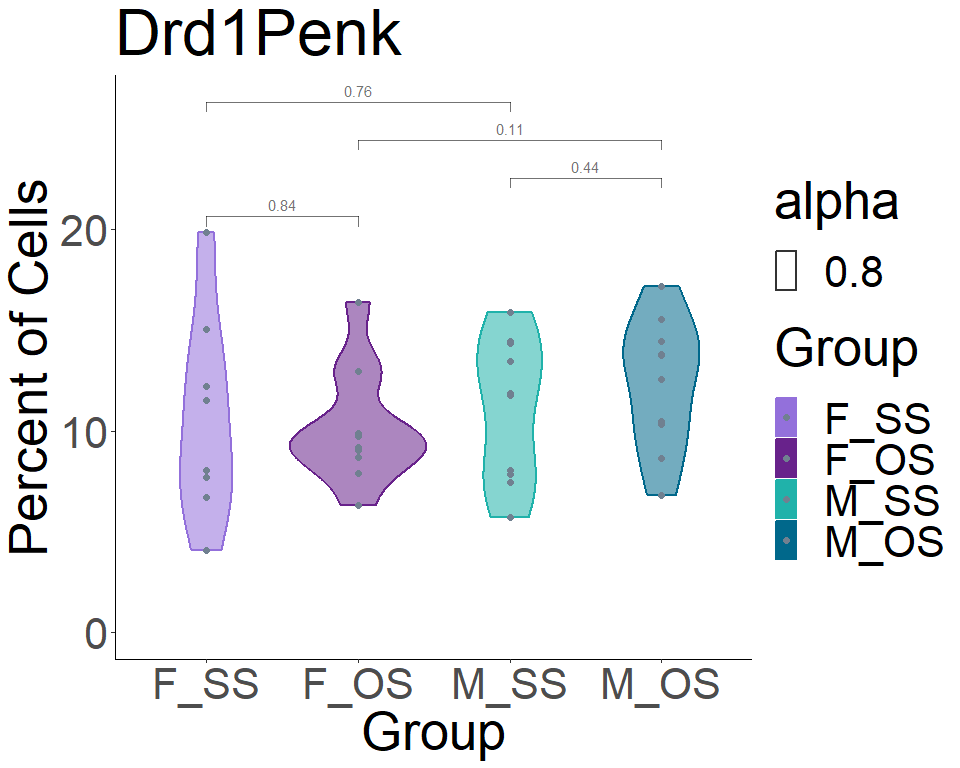 Drd1Penk
0.76
0.11
0.44
0.84
20
10
0
Percent of Cells
F_SS
F_OS
M_SS
M_OS
Group
alpha
0.8
Group
F_SS
F_OS
M_SS
M_OS